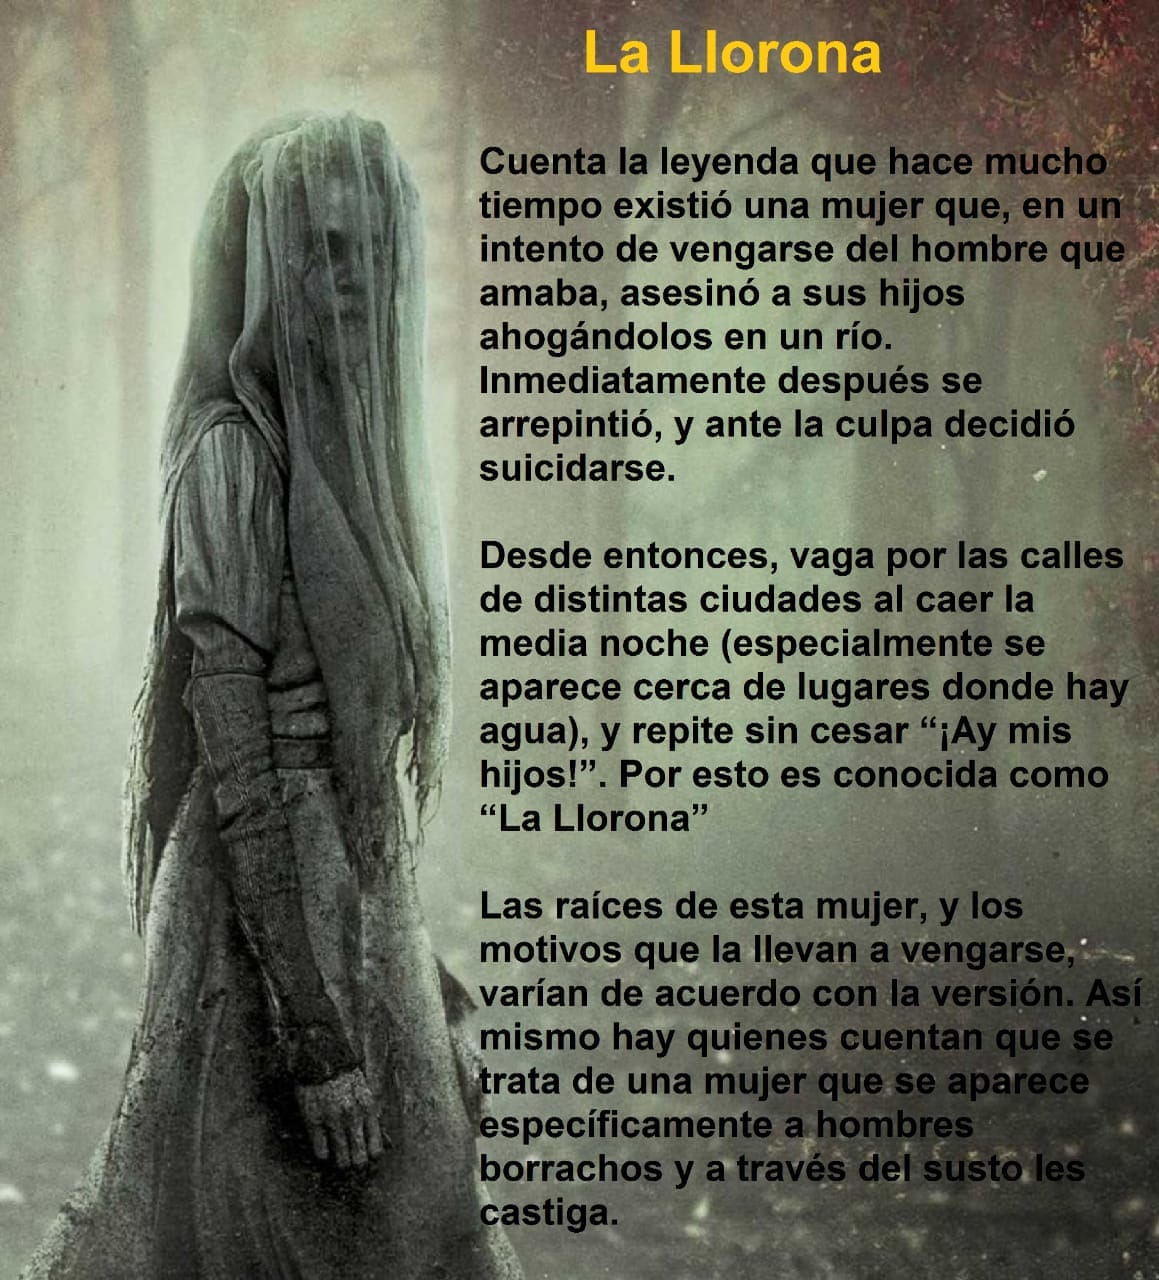 La Llorona
Cuenta la leyenda que hace mucho
tiempo existió una mujer que, en un
intento de vengarse del hombre que
amaba, asesinó a sus hijos
ahogándolos en un río.
Inmediatamente después se
arrepintió, y ante la culpa decidió
suicidarse.
Desde entonces, vaga por las calles
de distintas ciudades al caer la
media noche (especialmente se
aparece cerca de lugares donde hay
agua), y repite sin cesar “¡Ay mis
hijos!”. Por esto es conocida como
“La Llorona”
Las raíces de esta mujer, y los
motivos que la llevan a vengarse,
varían de acuerdo con la versión. Así
mismo hay quienes cuentan que se
trata de una mujer que se aparece
específicamente a hombres
borrachos y a través del susto les
castiga.